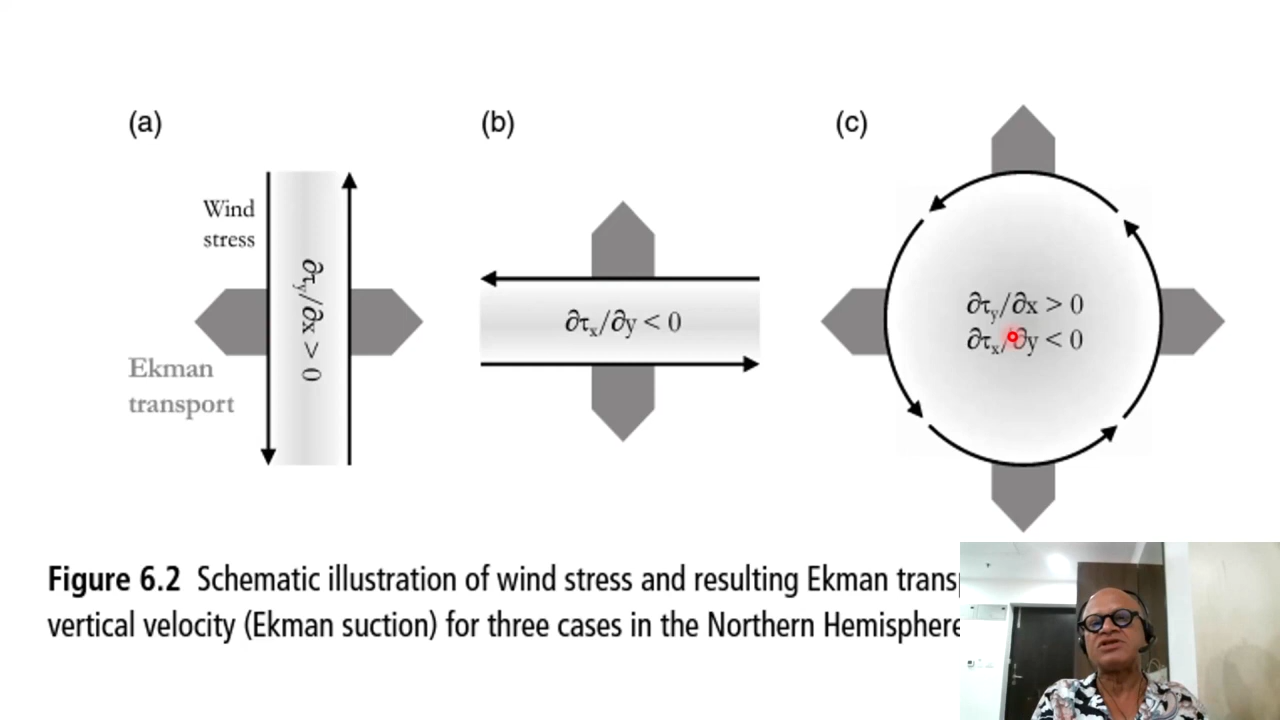 (a)
Wind
stress
∂τy/∂x > 0
Ekman
transport
(b)
∂τx/∂y < 0
(c)
∂τy/∂x > 0
∂τx/∂y < 0
Figure 6.2 Schematic illustration of wind stress and resulting Ekman
vertical velocity (Ekman suction) for three cases in the Northern Hemisphere